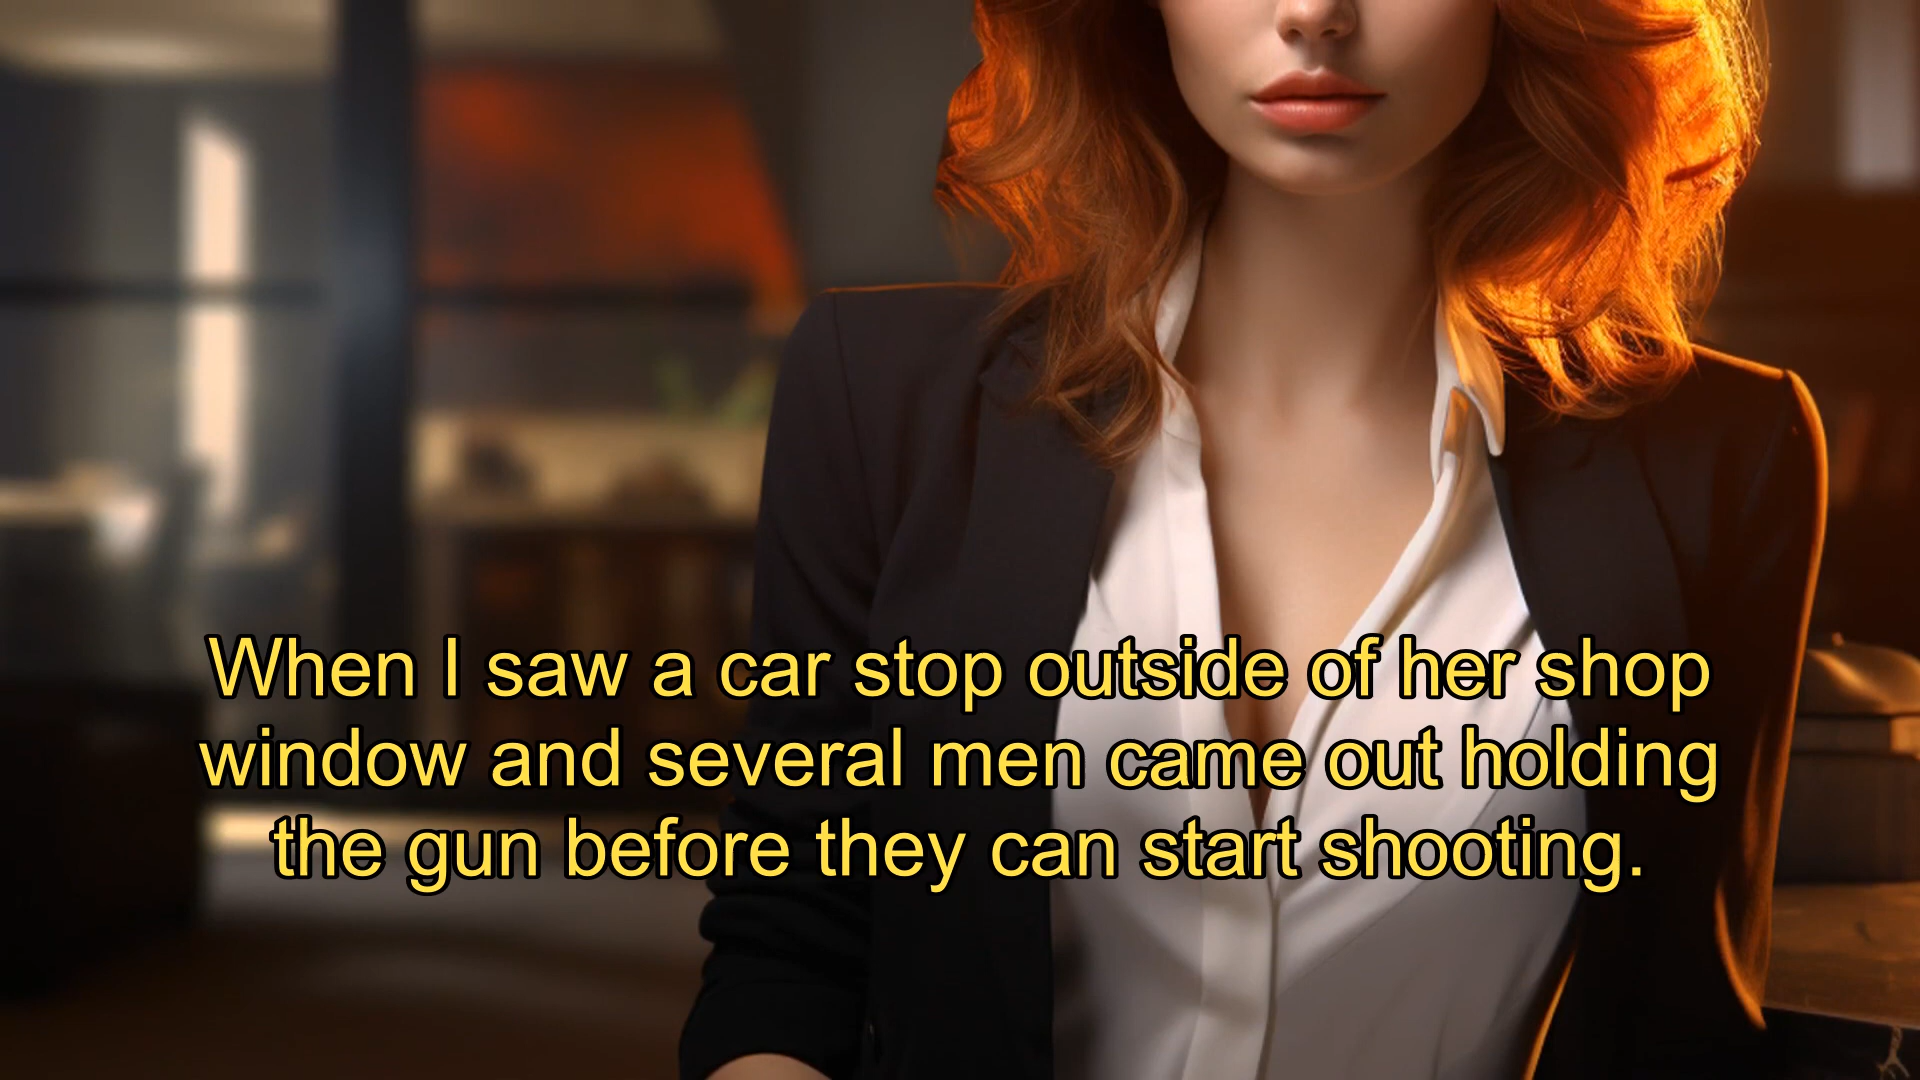 When I saw a car stop outside of her shop
window and several men came out holding
the gun before they can start shooting.